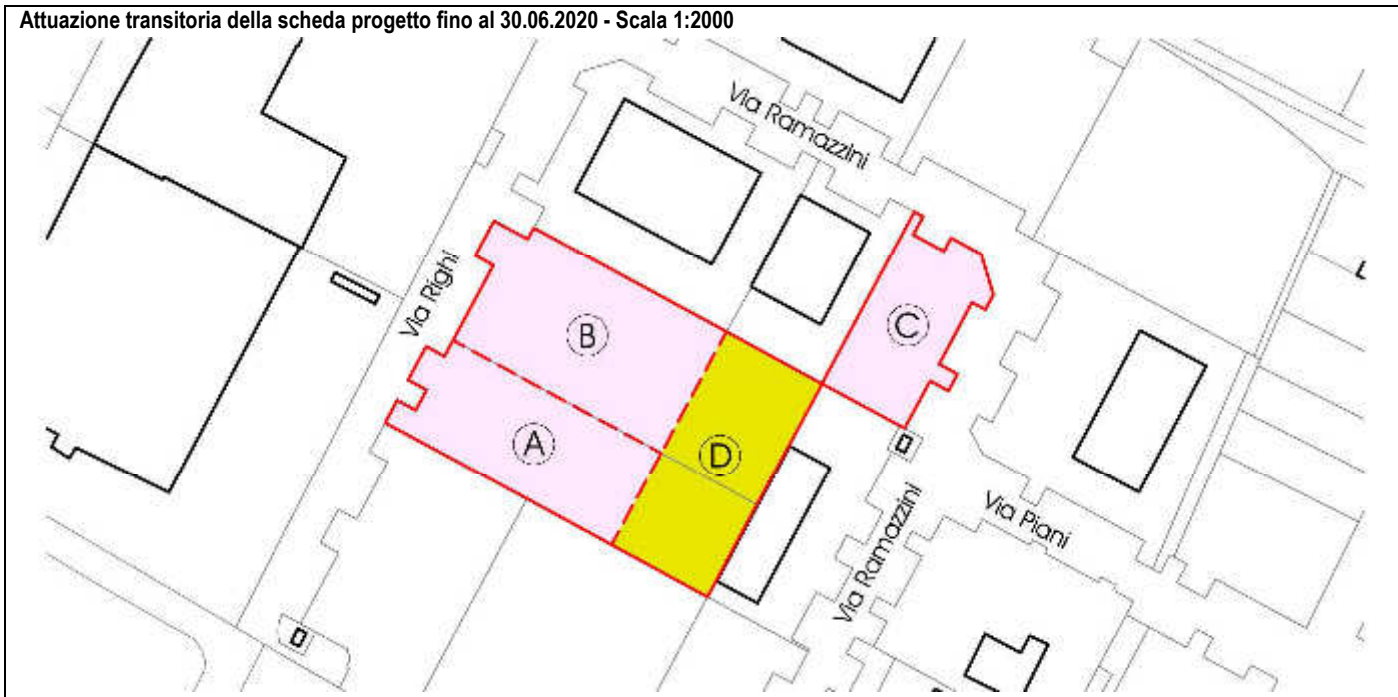 Attuazione transitoria della scheda progetto fino al 30.06.2020 - Scala 1:2000
Via Ramazzini
Via Righi
B
C
A
D
Via Piani
Via Ramazzini